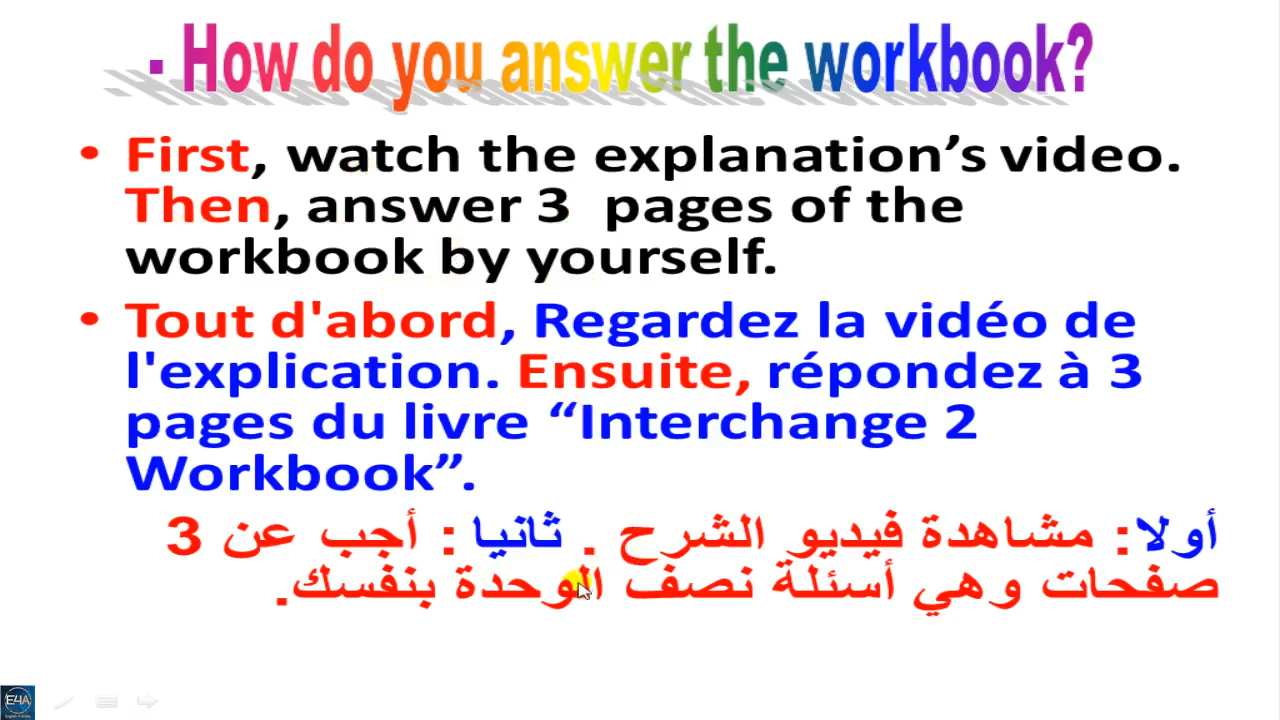 - How do you answer the workbook?
• First, watch the explanation’s video.
Then, answer 3 pages of the
workbook by yourself.
• Tout d'abord, Regardez la vidéo de
l'explication. Ensuite, répondez à 3
pages du livre “Interchange 2
Workbook”.
أولا: مشاهدة فيديو الشرح . ثانيا : أجب عن 3
صفحات وهي أسئلة نصف الوحدة بنفسك.
E4A